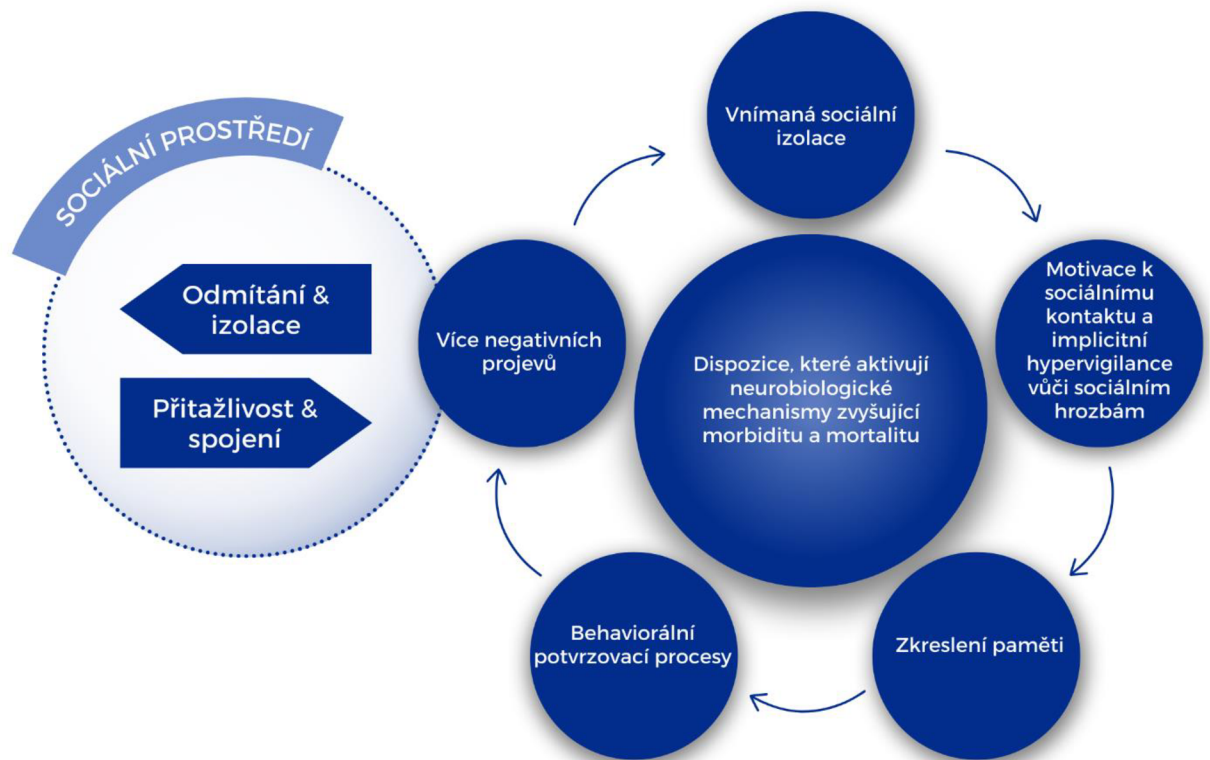 SOCIÁLNÍ PROSTŘEDÍ
Odmítání &
izolace
Přitažlivost &
spojení
Vnímaná sociální
izolace
Motivace k
sociálnímu
kontaktu a
implicitní
hypervigilance
vůči sociálním
hrozbám
Zkreslení paměti
Behaviorální
potvrzovací procesy
Více negativních
projevů
Dispozice, které aktivují
neurobiologické
mechanismy zvyšující
morbiditu a mortalitu